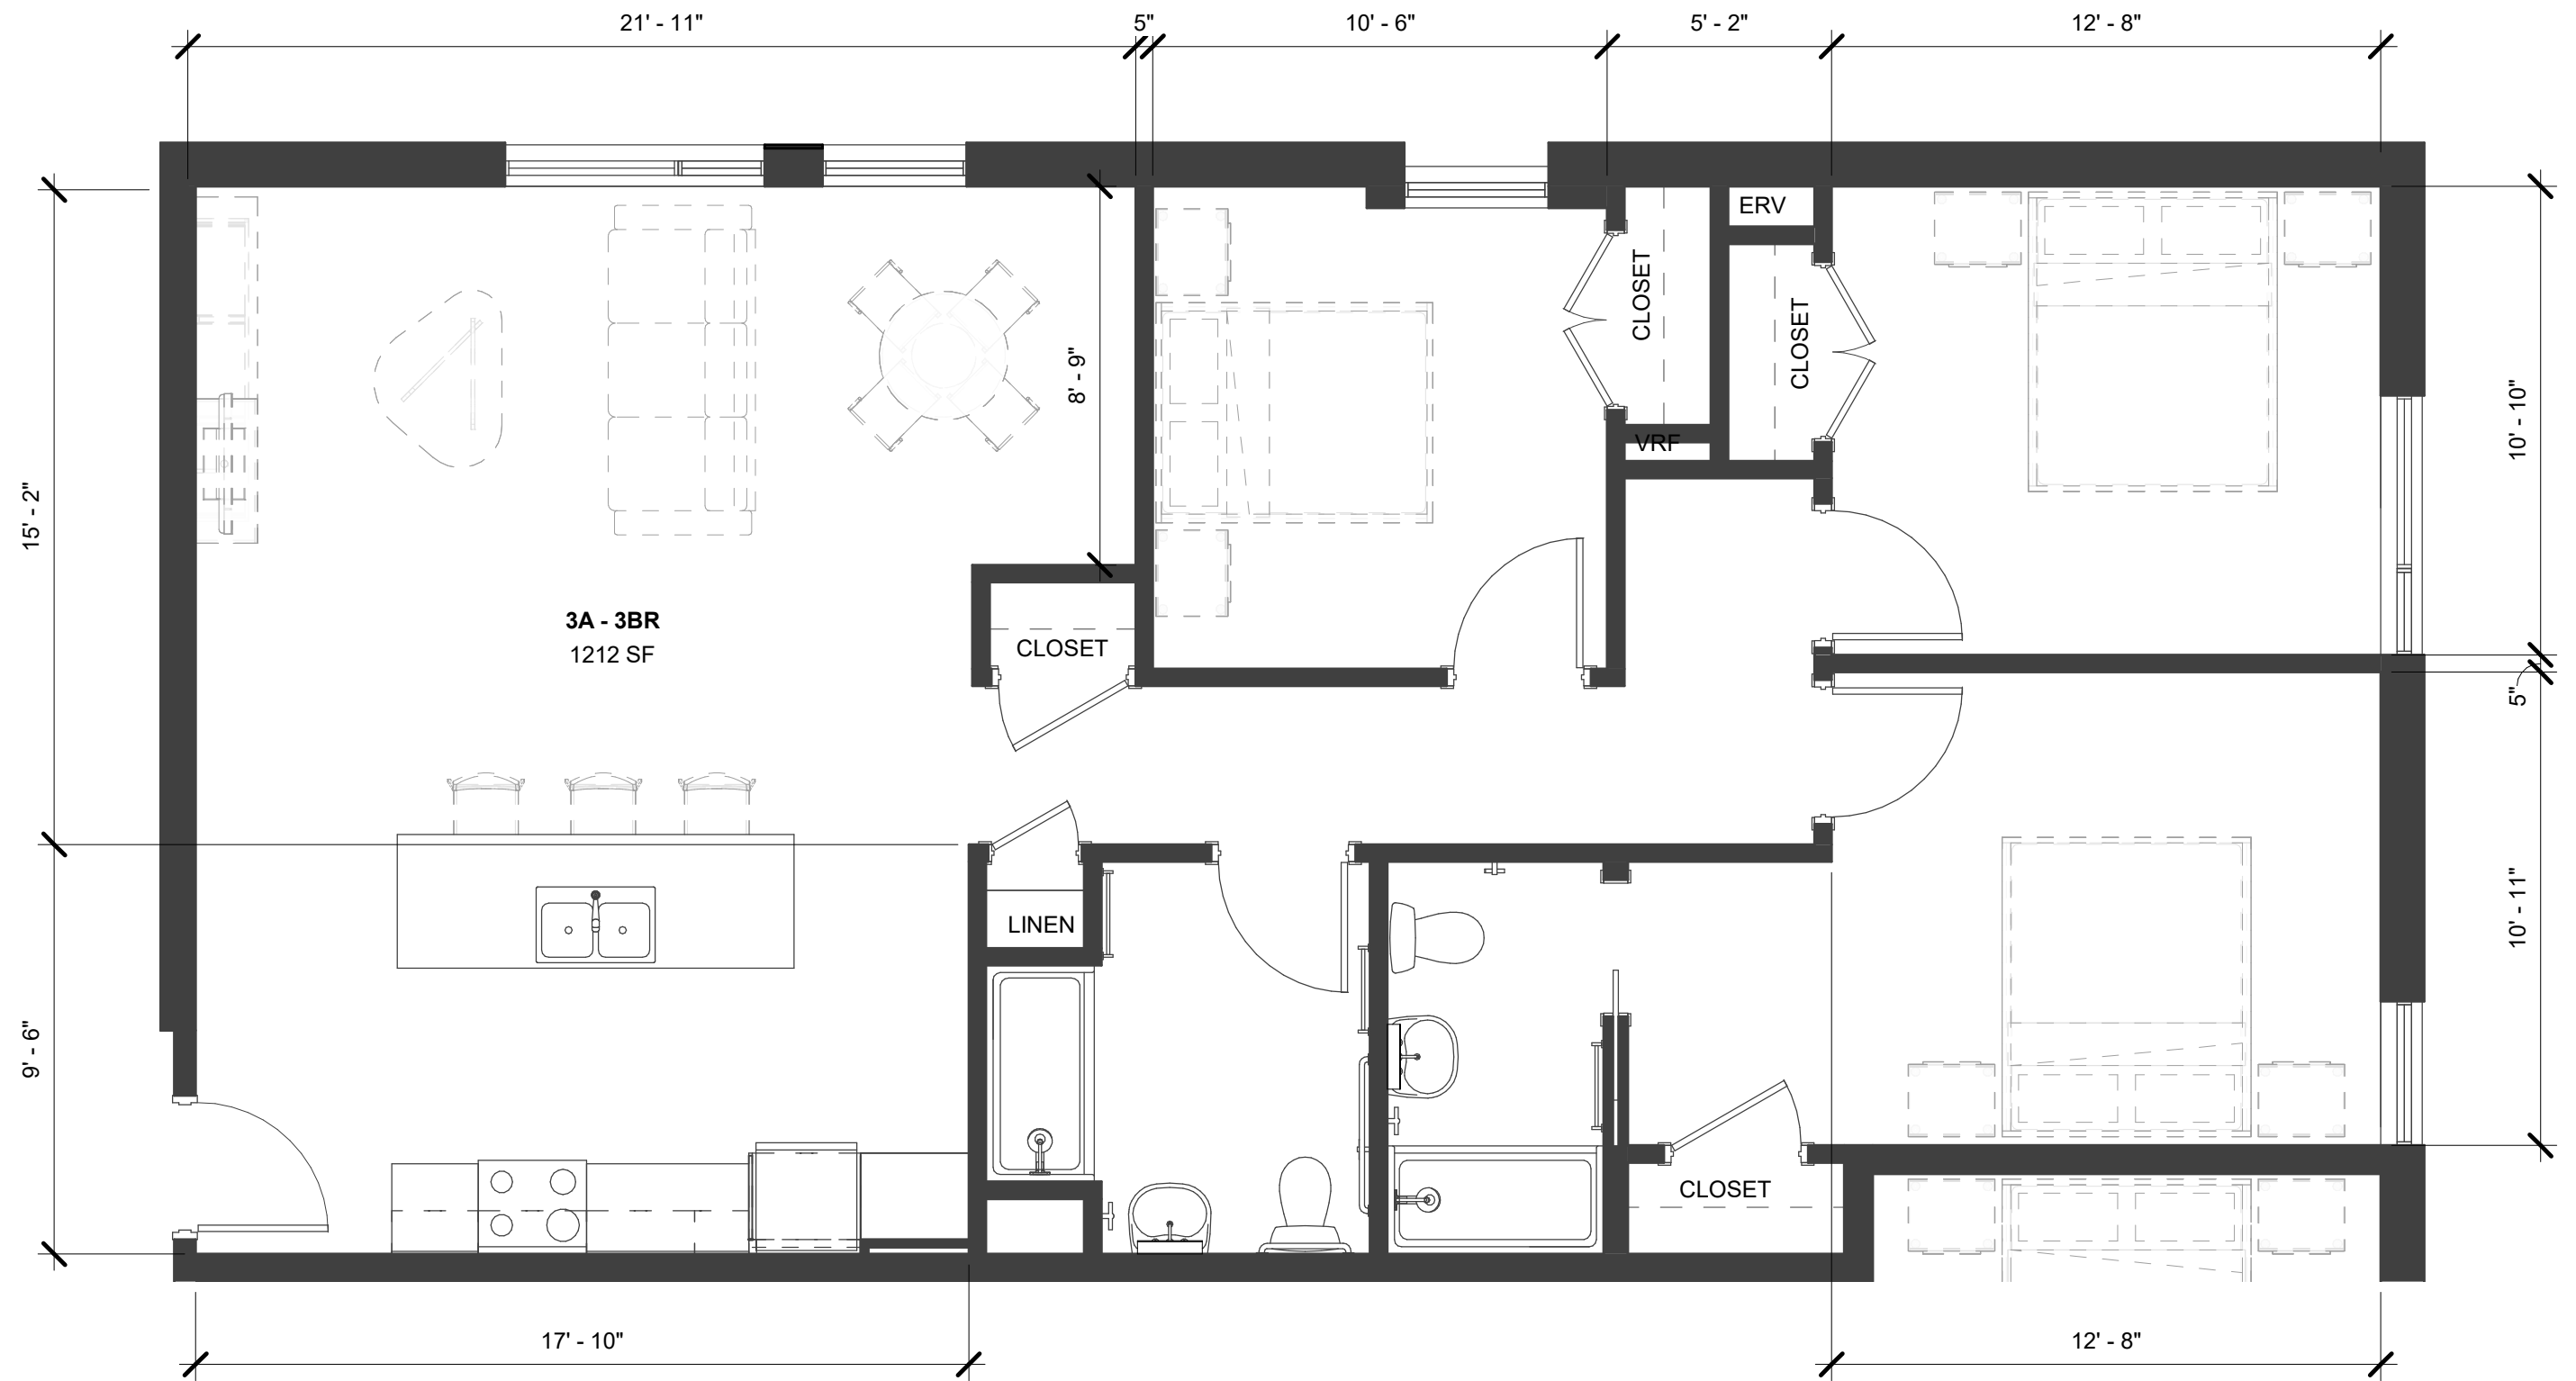 21' - 11"
5"
10' - 6"
5' - 2"
12' - 8"
ERV
CLOSET
CLOSET
8' - 9"
10' - 10"
VRF
15' - 2"
3A - 3BR
1212 SF
CLOSET
5"
LINEN
10' - 11"
9' - 6"
CLOSET
17' - 10"
12' - 8"